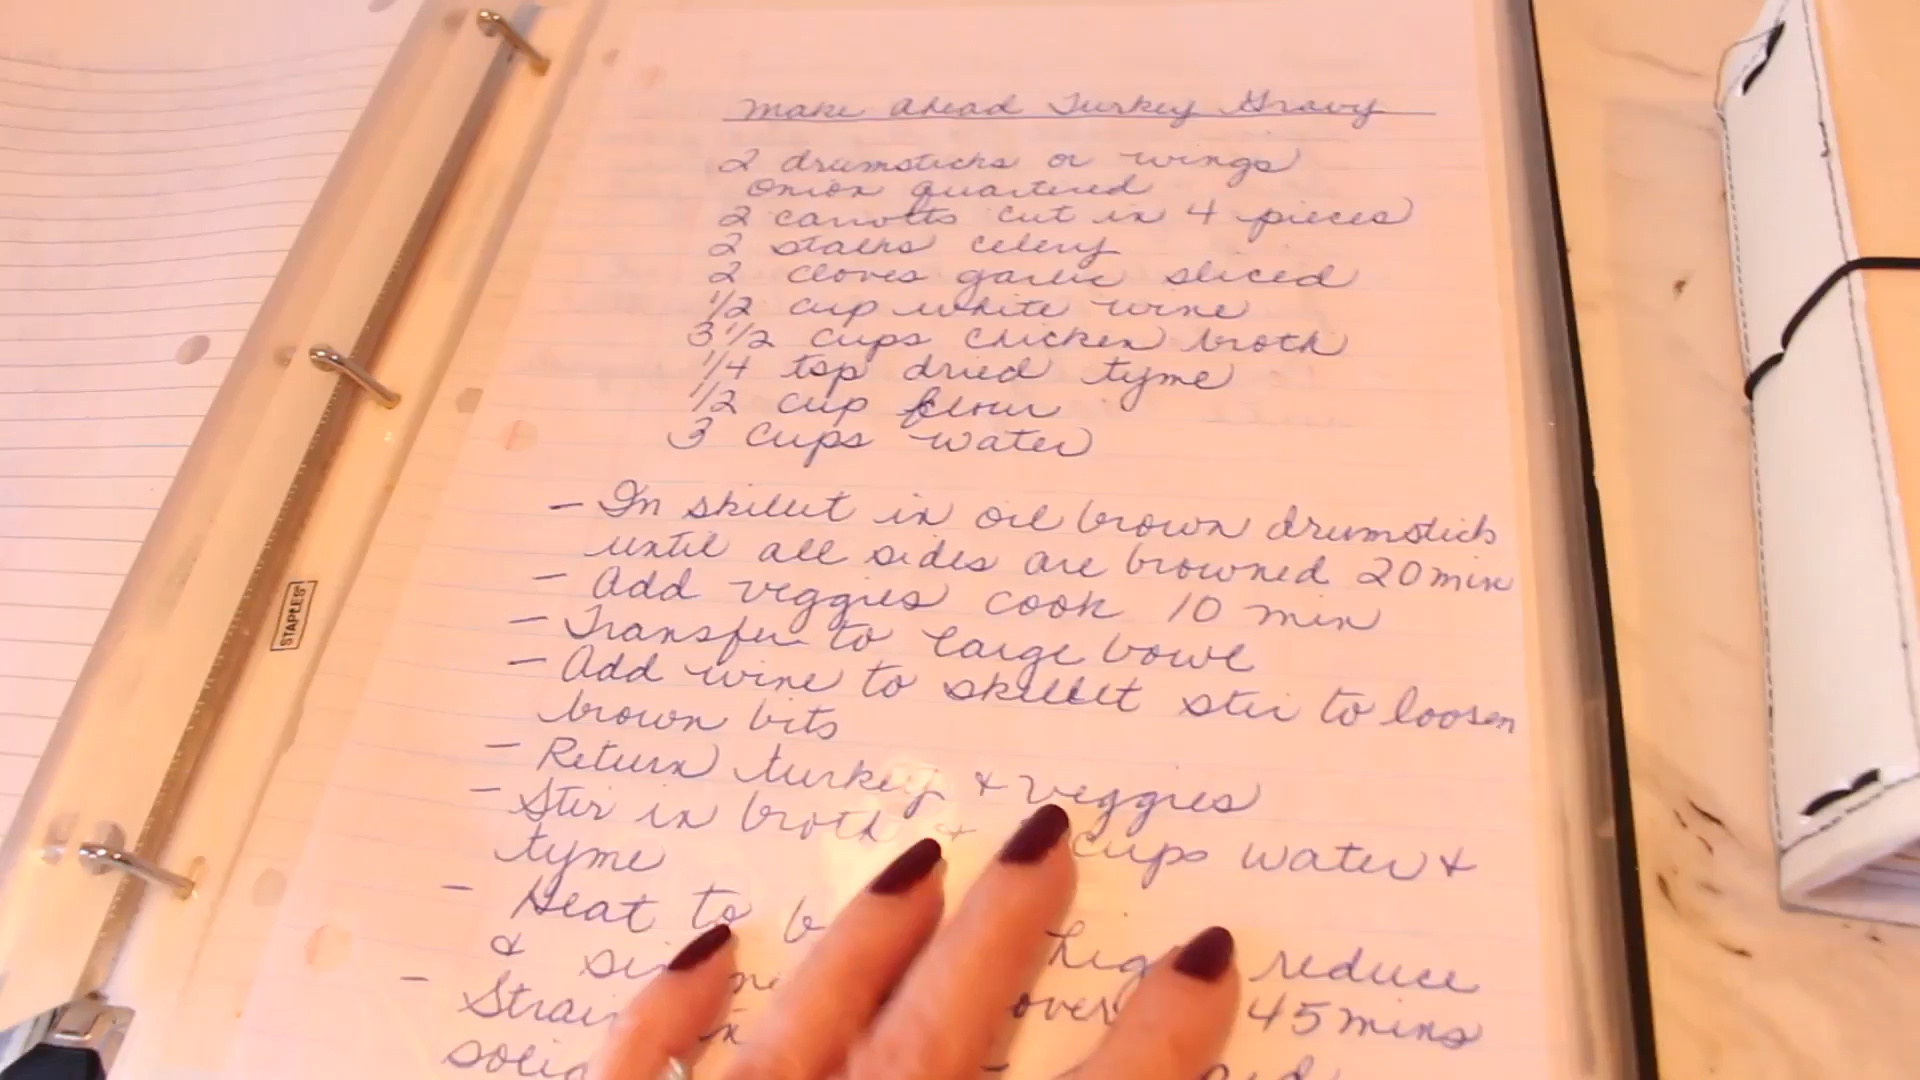 Make Ahead Turkey Gravy
2 drumsticks or wings
Onion quartered
2 carrotts cut in 4 pieces
2 stalks celery
2 cloves garlic sliced
1/2 cup white wine
3 1/2 cups chicken broth
1/4 tsp dried tyme
1/2 cup flour
3 cups water
- In skillet in oil brown drumstick
until all sides are browned 20 min
- Add veggies cook 10 min
- Transfer to large bowl
- Add wine to skillet stir to loosen
brown bits
- Return turkey & veggies
- Stir in broth & cups water &
tyme
- Heat to high reduce
& over 45 mins
- Strain
STAPLES